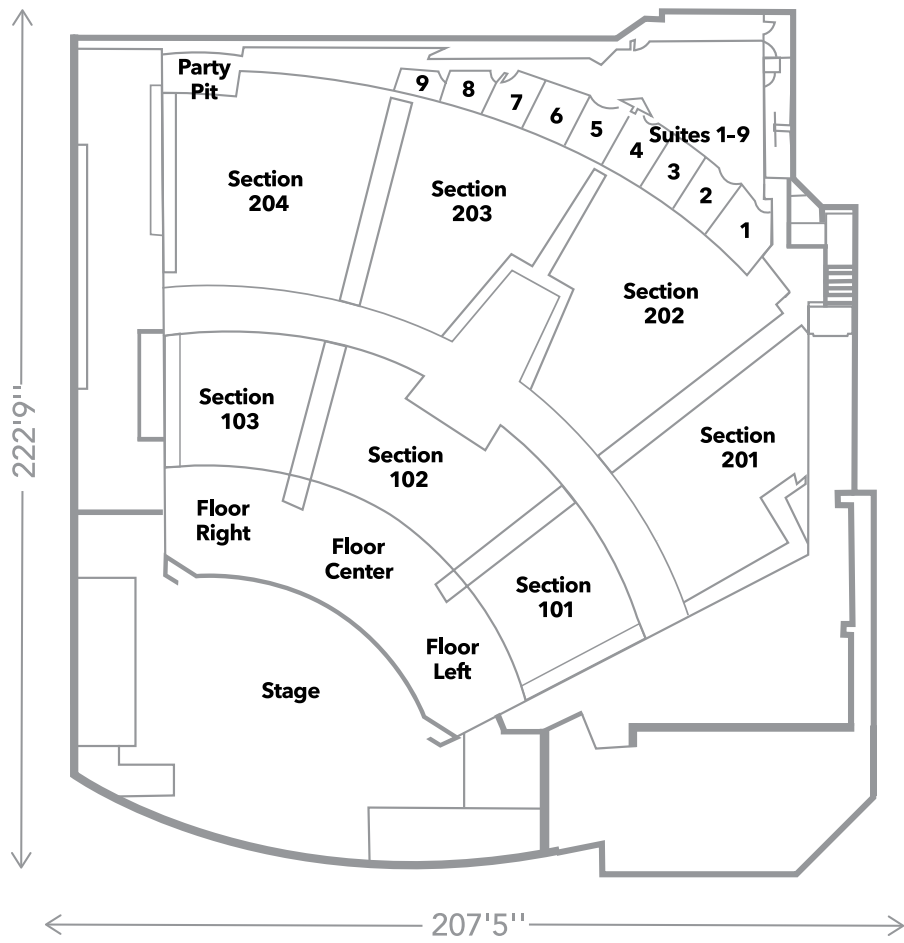 Party
Pit
9
8
7
6
5
4
3
2
1
Suites 1-9
Section
204
Section
203
Section
202
Section
103
Section
102
Section
201
Floor
Right
Floor
Center
Section
101
Floor
Left
Stage
222'9''
207'5''